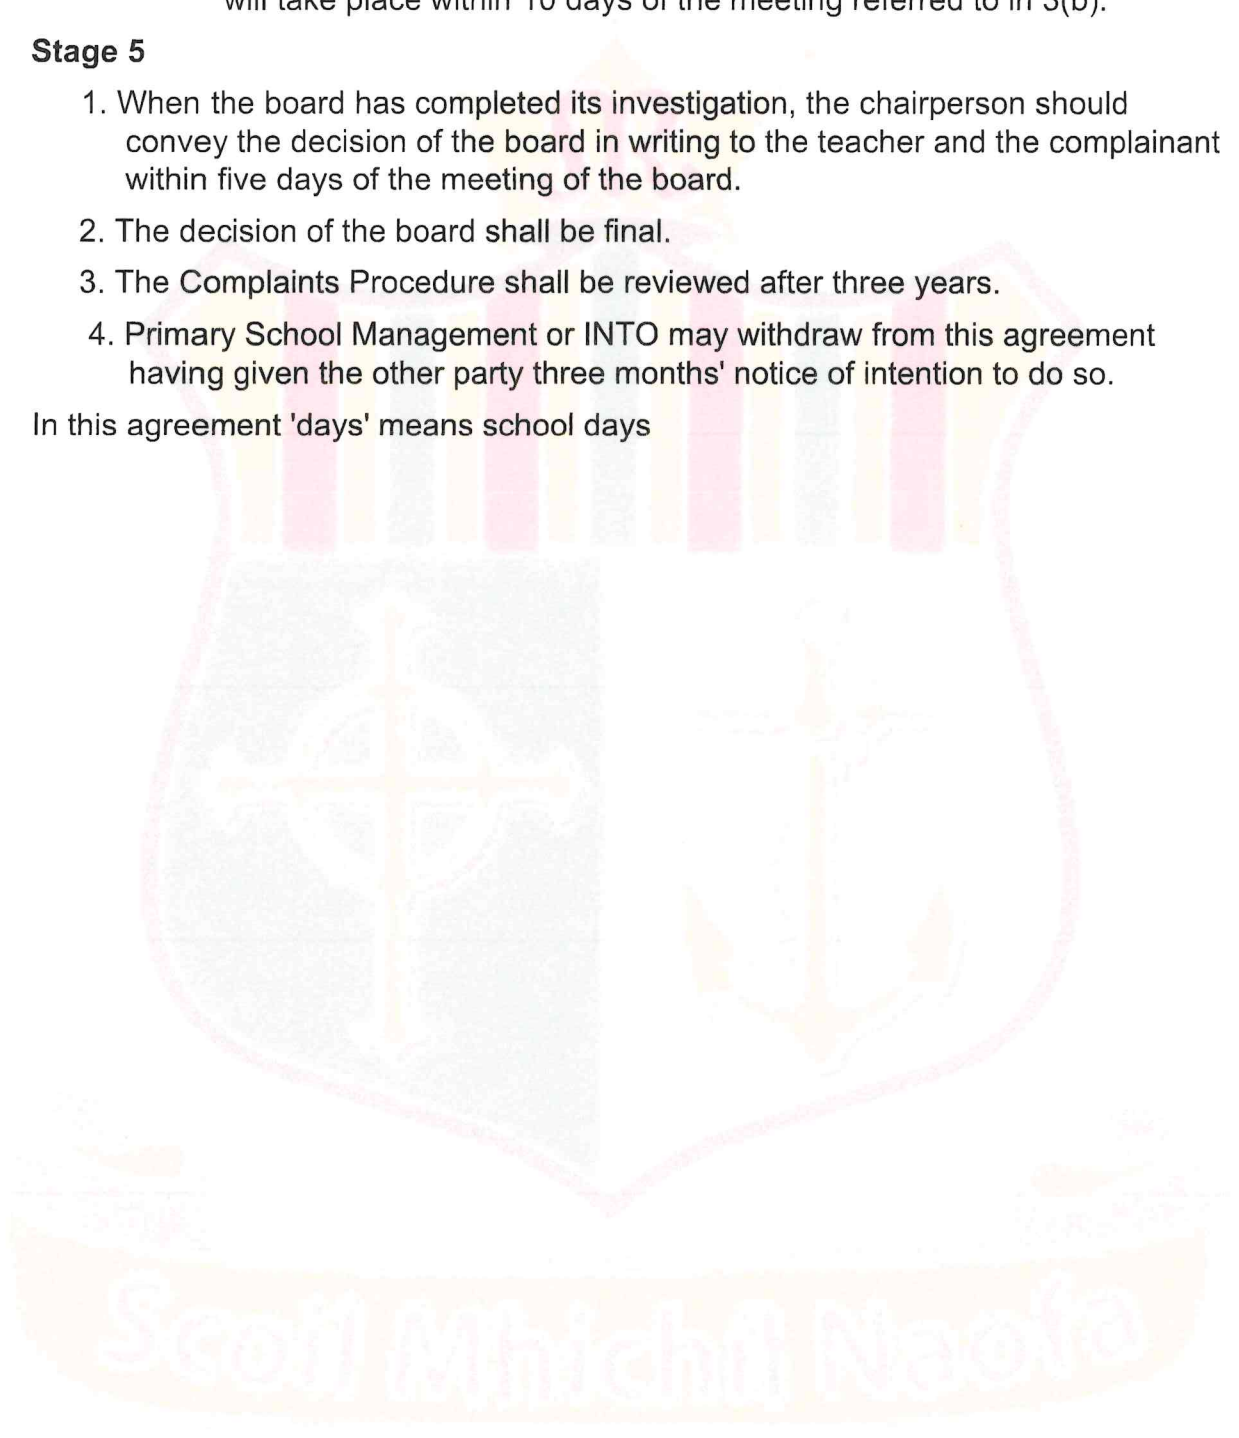 will take place within 10 days of the meeting referred to in 3(b).
Stage 5
1. When the board has completed its investigation, the chairperson should
convey the decision of the board in writing to the teacher and the complainant
within five days of the meeting of the board.
2. The decision of the board shall be final.
3. The Complaints Procedure shall be reviewed after three years.
4. Primary School Management or INTO may withdraw from this agreement
having given the other party three months' notice of intention to do so.
In this agreement 'days' means school days
Scoil Mhichíl Naofa